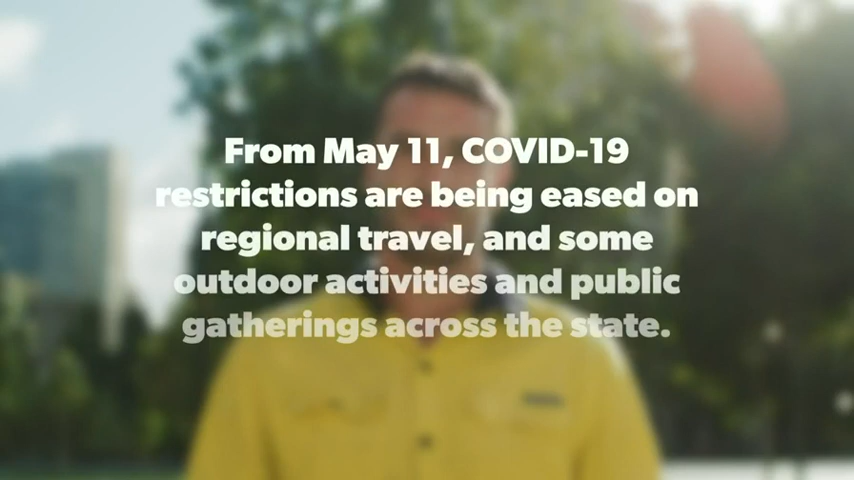 From May 11, COVID-19
restrictions are being eased on
regional travel, and some
outdoor activities and public
gatherings across the state.